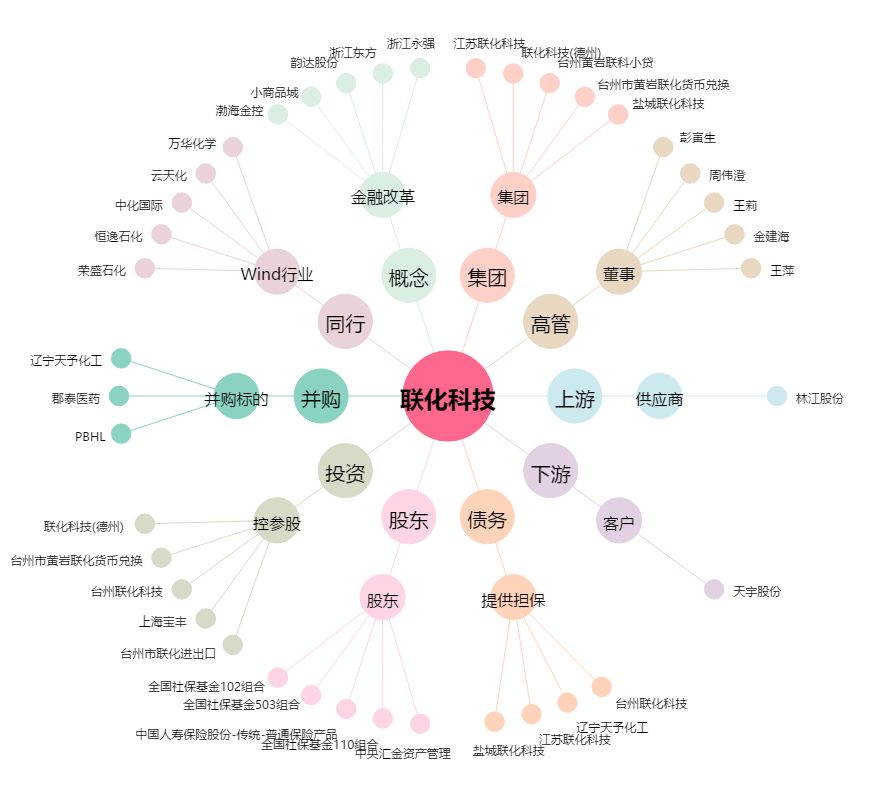 浙江永强
江苏联化科技
浙江东方
联化科技(德州)
韵达股份
台州黄岩联科小贷
小商品城
台州市黄岩联化货币兑换
渤海金控
盐城联化科技
万华化学
彭寅生
云天化
周伟澄
金融改革
集团
中化国际
王莉
恒逸石化
金建海
荣盛石化
王萍
Wind行业
董事
概念
集团
同行
高管
辽宁天予化工
郡泰医药
并购标的
并购
联化科技
上游
供应商
林江股份
PBHL
投资
下游
联化科技(德州)
控参股
股东
债务
客户
台州市黄岩联化货币兑换
台州联化科技
天宇股份
股东
提供担保
上海宝丰
台州市联化进出口
全国社保基金102组合
全国社保基金503组合
台州联化科技
中国人寿保险股份-传统-普通保险产品
辽宁天予化工
全国社保基金110组合
江苏联化科技
中央汇金资产管理
盐城联化科技